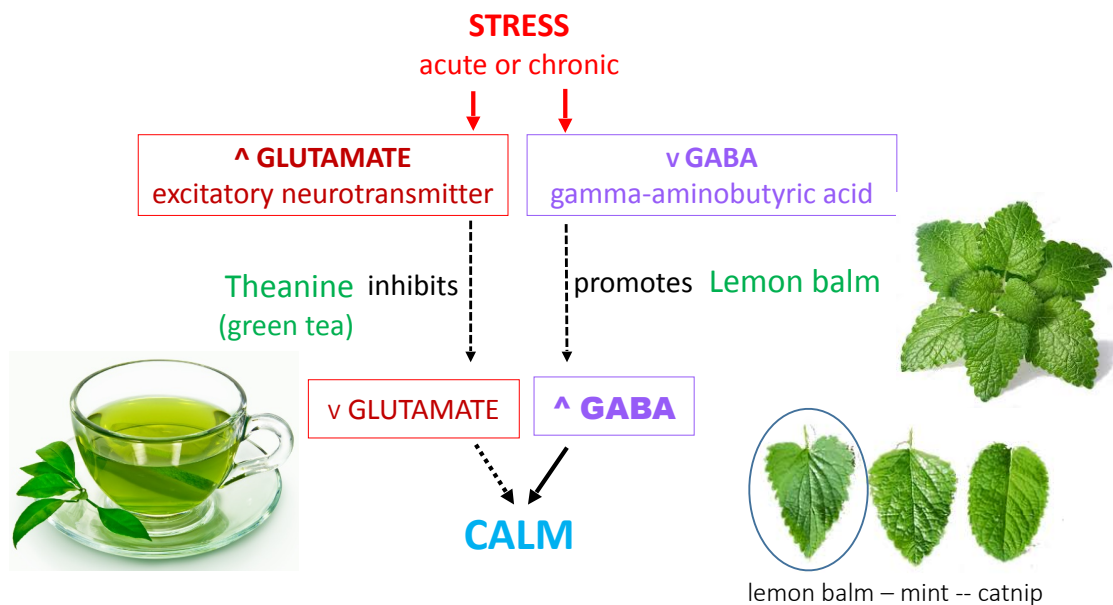 STRESS
acute or chronic
^ GLUTAMATE
excitatory neurotransmitter
v GABA
gamma-aminobutyric acid
Theanine inhibits
(green tea)
promotes Lemon balm
v GLUTAMATE
^ GABA
CALM
lemon balm – mint -- catnip